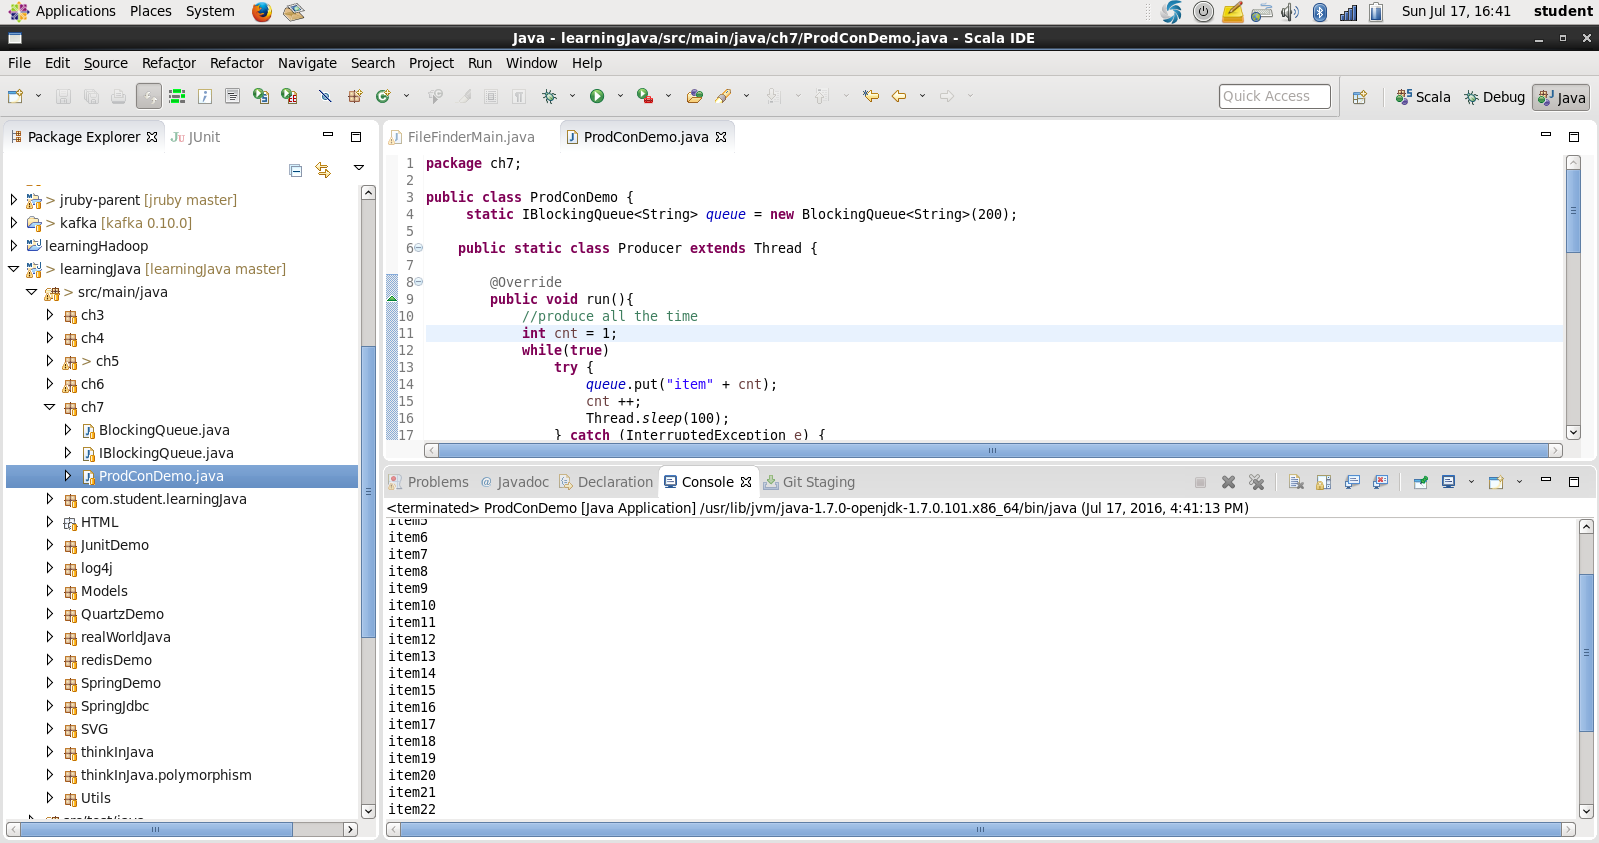 Applications Places System
Sun Jul 17, 16:41 student
Java - learningJava/src/main/java/ch7/ProdConDemo.java - Scala IDE
File Edit Source Refactor Refactor Navigate Search Project Run Window Help
Quick Access
Scala Debug Java
Package Explorer JUnit
> jruby-parent [jruby master]
> kafka [kafka 0.10.0]
learningHadoop
> learningJava [learningJava master]
> src/main/java
ch3
ch4
> ch5
ch6
ch7
BlockingQueue.java
IBlockingQueue.java
ProdConDemo.java
com.student.learningJava
HTML
JunitDemo
log4j
Models
QuartzDemo
realWorldJava
redisDemo
SpringDemo
SpringJdbc
SVG
thinkInJava
thinkInJava.polymorphism
Utils
FileFinderMain.java ProdConDemo.java
1 package ch7;
2
3 public class ProdConDemo {
4 static IBlockingQueue<String> queue = new BlockingQueue<String>(200);
5
6 public static class Producer extends Thread {
7
8 @Override
9 public void run(){
10 //produce all the time
11 int cnt = 1;
12 while(true)
13 try {
14 queue.put("item" + cnt);
15 cnt ++;
16 Thread.sleep(100);
17 } catch (InterruptedException e) {
Problems @ Javadoc Declaration Console Git Staging
<terminated> ProdConDemo [Java Application] /usr/lib/jvm/java-1.7.0-openjdk-1.7.0.101.x86_64/bin/java (Jul 17, 2016, 4:41:13 PM)
item5
item6
item7
item8
item9
item10
item11
item12
item13
item14
item15
item16
item17
item18
item19
item20
item21
item22